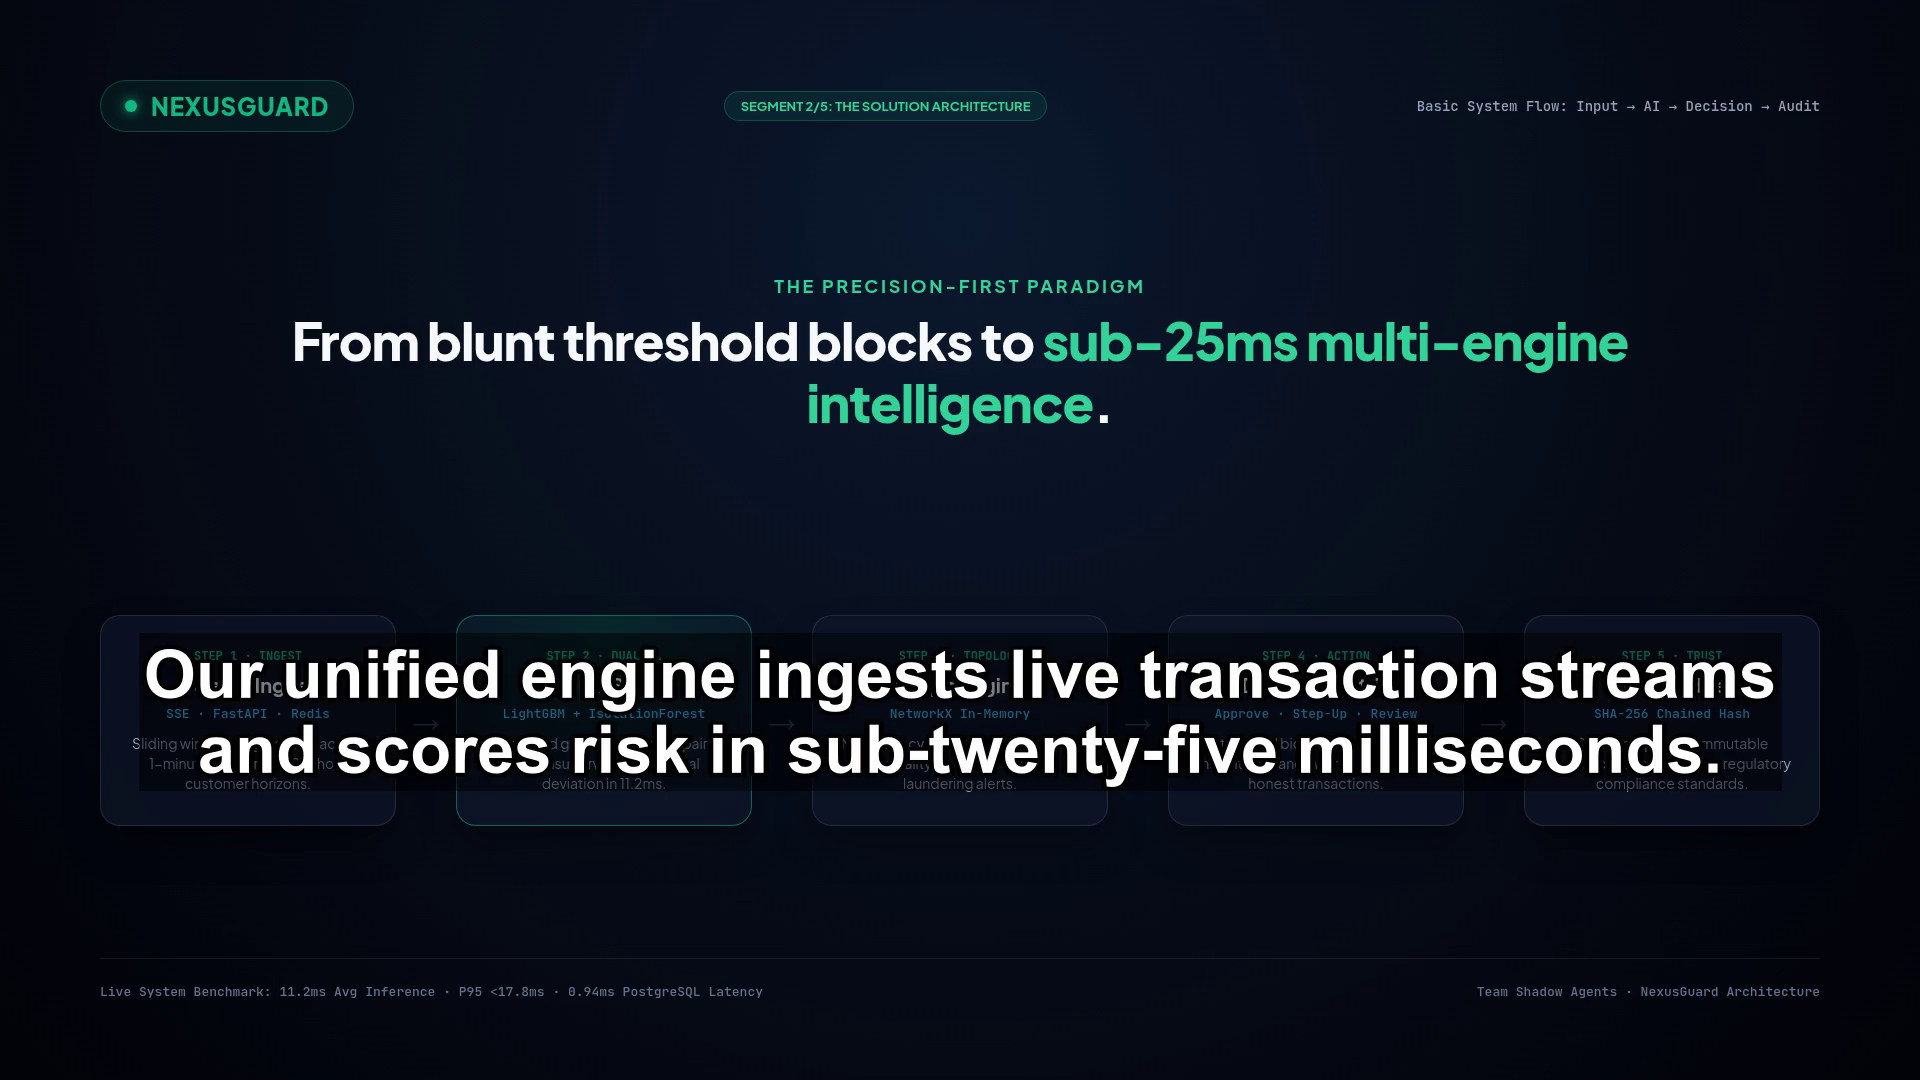 NEXUSGUARD
SEGMENT 2/5: THE SOLUTION ARCHITECTURE
Basic System Flow: Input → AI → Decision → Audit
THE PRECISION-FIRST PARADIGM
From blunt threshold blocks to sub-25ms multi-engine
intelligence.
STEP 1 · INGEST
SSE · FastAPI · Redis
customer horizons.
STEP 2 ·
LightGBM + IsolationForest
deviation in 11.2ms.
NetworkX In-Memory
laundering alerts.
STEP 4 · ACTION
Approve · Step-Up · Review
honest transactions.
STEP 5 · TRUST
SHA-256 Chained Hash
regulatory
compliance standards.
Our unified engine ingests live transaction streams
and scores risk in sub-twenty-five milliseconds.
Live System Benchmark: 11.2ms Avg Inference · P95 <17.8ms · 0.94ms PostgreSQL Latency
Team Shadow Agents · NexusGuard Architecture